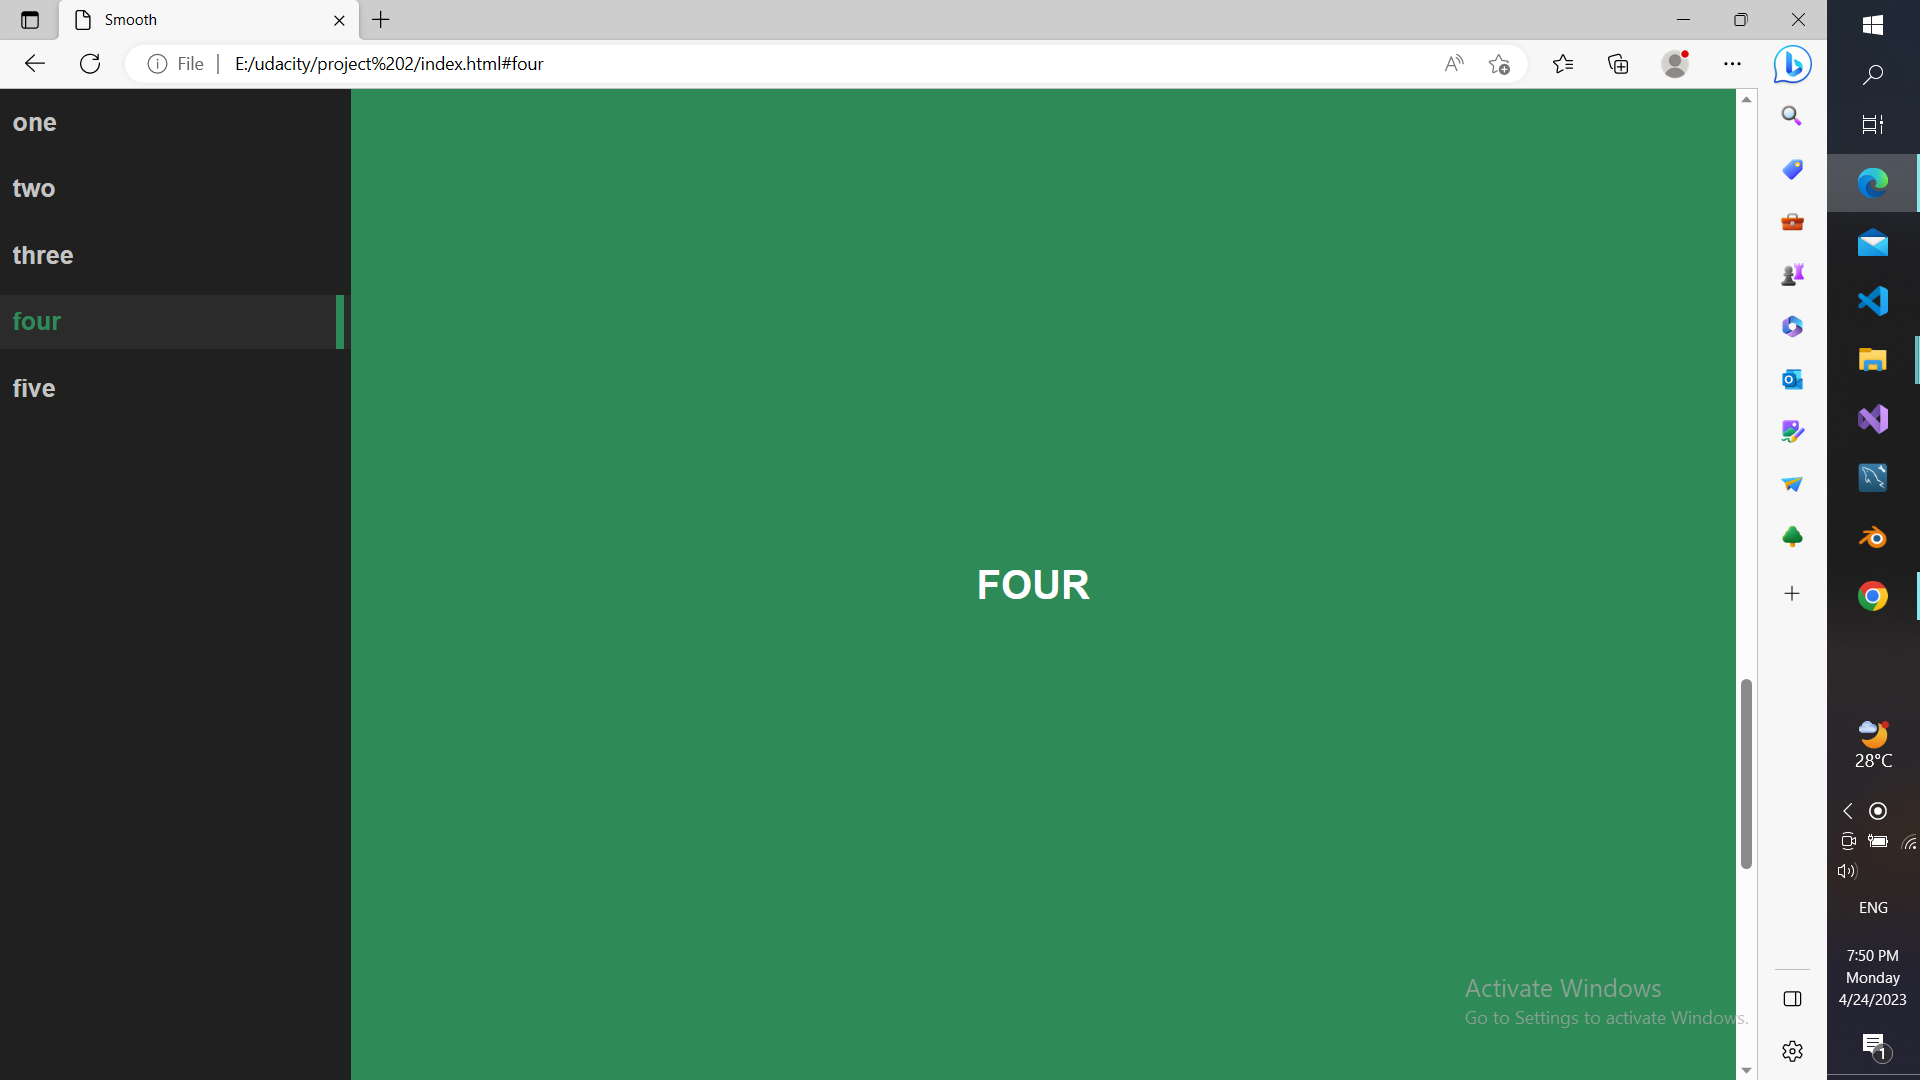 Smooth
File
E:/udacity/project%202/index.html#four
one
two
three
four
five
FOUR
Activate Windows
Go to Settings to activate Windows.
28°C
ENG
7:50 PM
Monday
4/24/2023
1